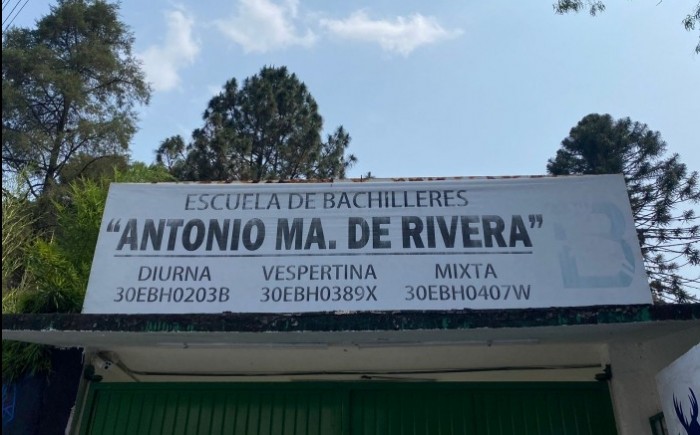 ESCUELA DE BACHILLERES
“ANTONIO MA. DE RIVERA”
DIURNA VESPERTINA MIXTA
30EBH0203B 30EBH0389X 30EBH0407W